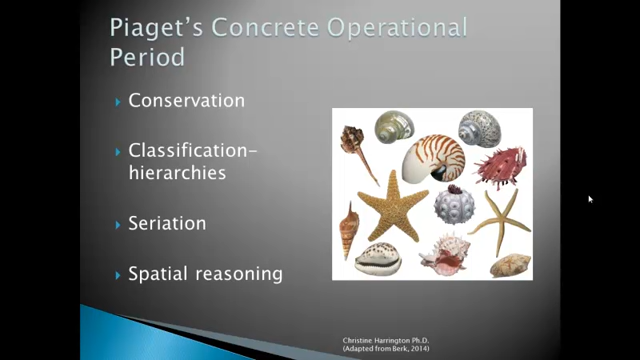 Piaget's Concrete Operational
Period
Conservation
Classification-
hierarchies
Seriation
Spatial reasoning
Christine Harrington Ph.D.
(Adapted from Berk, 2014)